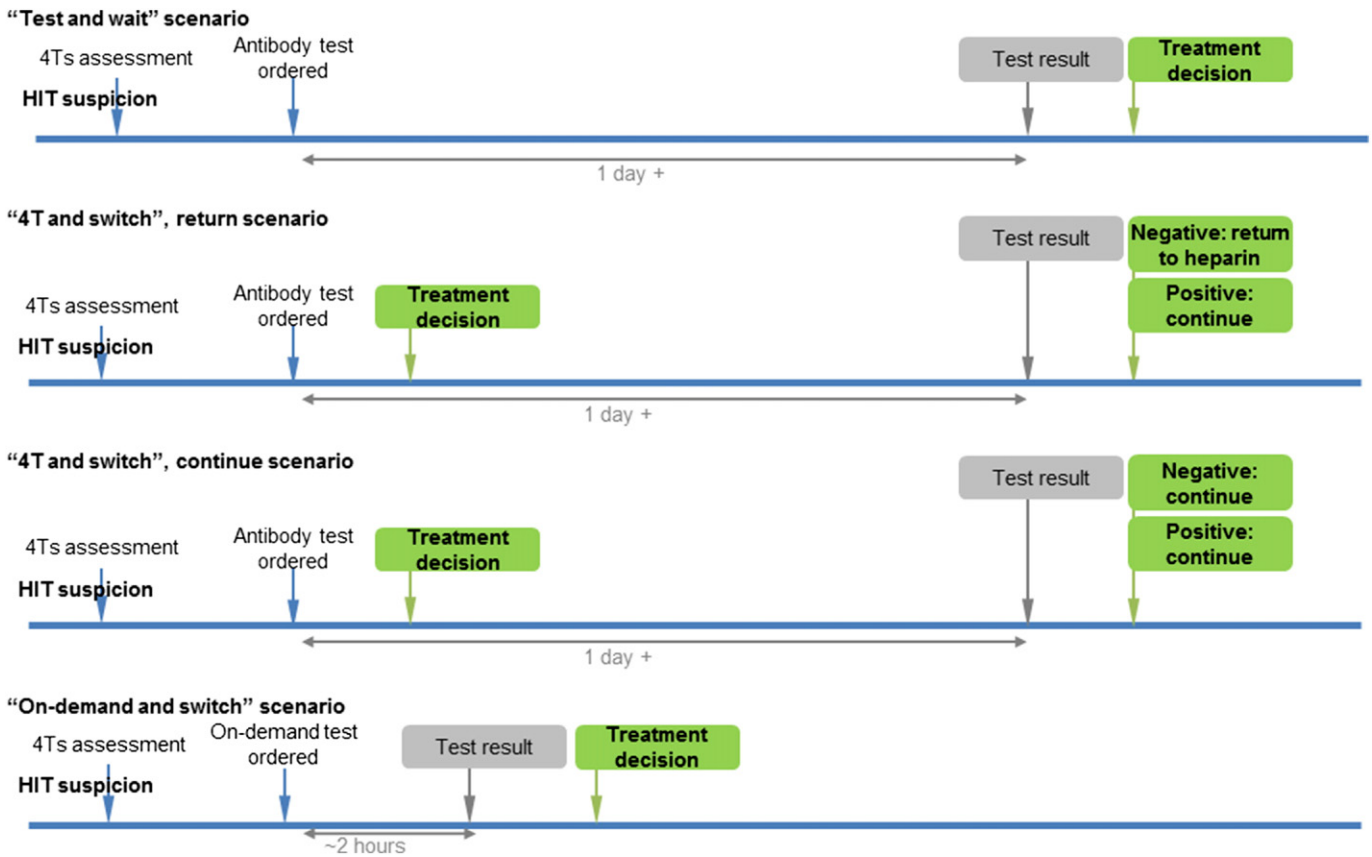 “Test and wait” scenario
4Ts assessment
HIT suspicion
Antibody test
ordered
Test result
Treatment
decision
1 day +
“4T and switch”, return scenario
4Ts assessment
HIT suspicion
Antibody test
ordered
Treatment
decision
Test result
Negative: return
to heparin
Positive:
continue
1 day +
“4T and switch”, continue scenario
4Ts assessment
HIT suspicion
Antibody test
ordered
Treatment
decision
Test result
Negative:
continue
Positive:
continue
1 day +
“On-demand and switch” scenario
4Ts assessment
HIT suspicion
On-demand test
ordered
Test result
Treatment
decision
~2 hours